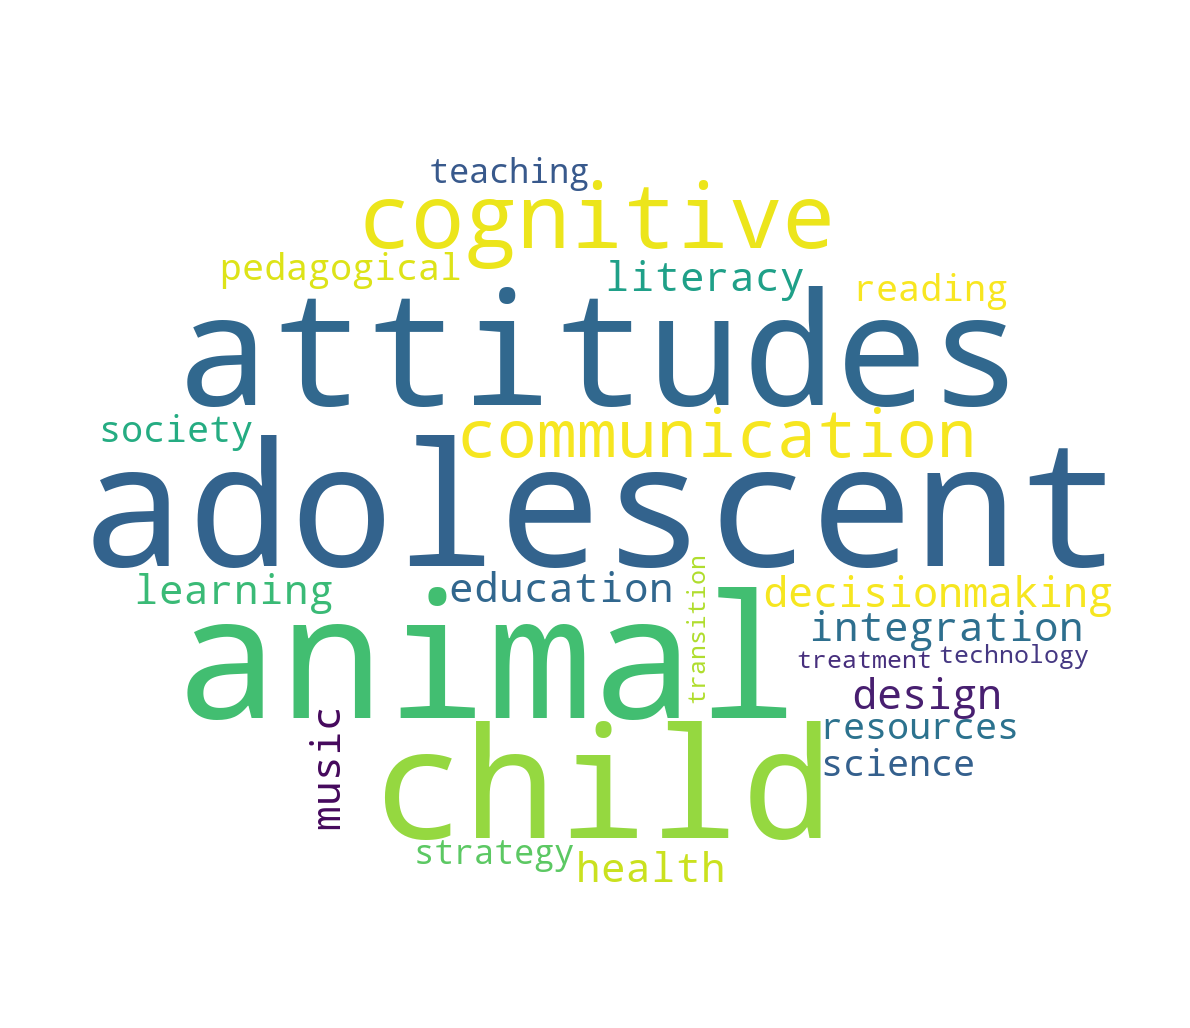 teaching
cognitive
pedagogical
literacy
reading
attitudes
society
communication
adolescent
learning
education
transition
decisionmaking
animal
integration
treatment
technology
design
music
child
resources
science
strategy
health